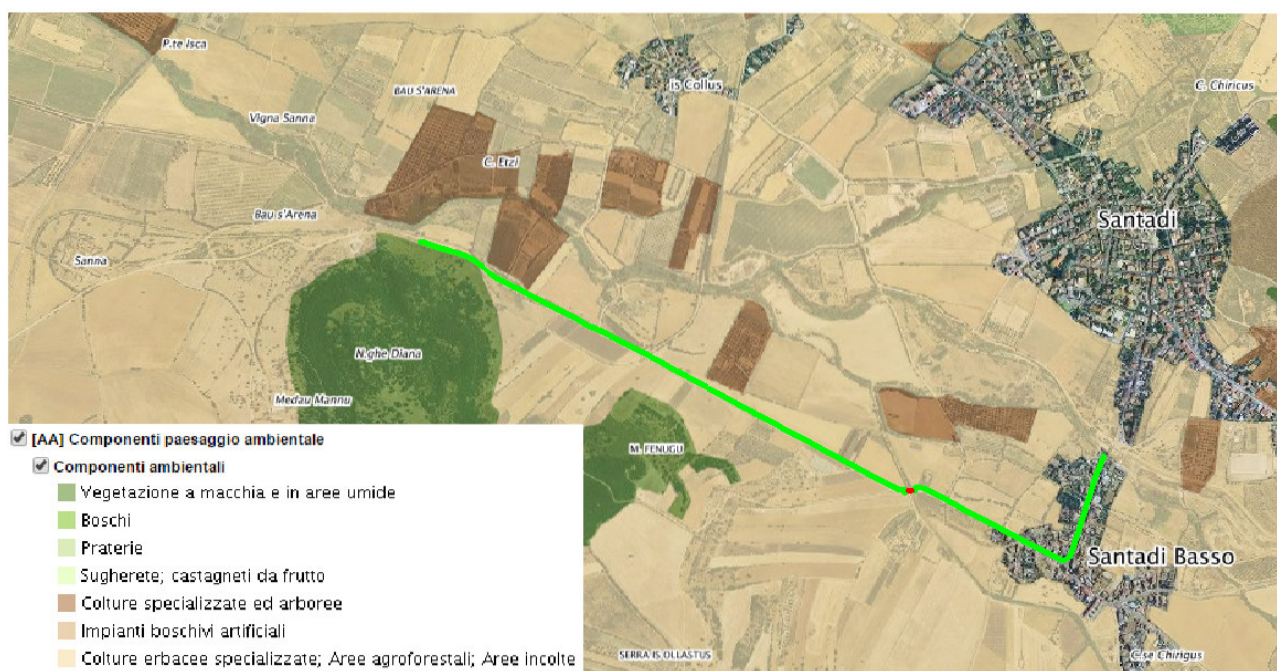 P.te Isca
Is Collus
BAU S'ARENA
C. Chiricus
Vigna Sanna
C. Etzi
Bau s'Arena
Santadi
Sanna
N.ghe Diana
Medau Mannu
M. FENUGU
[AA] Componenti paesaggio ambientale
Componenti ambientali
Vegetazione a macchia e in aree umide
Boschi
Praterie
Sugherete; castagneti da frutto
Colture specializzate ed arboree
Impianti boschivi artificiali
Colture erbacee specializzate; Aree agroforestali; Aree incolte
Santadi Basso
SERRA IS OLLASTUS
C.se Chirigus